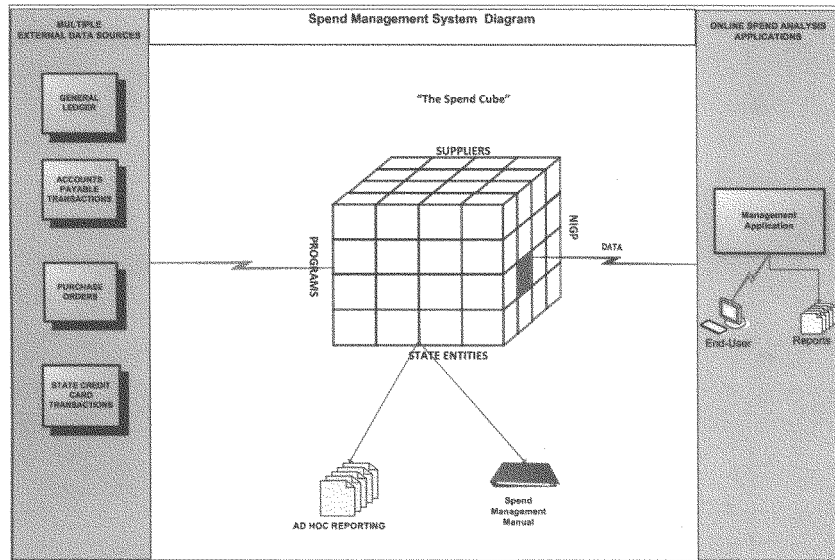 MULTIPLE
EXTERNAL DATA SOURCES
Spend Management System Diagram
ONLINE SPEND ANALYSIS
APPLICATIONS
GENERAL
LEDGER
ACCOUNTS
PAYABLE
TRANSACTIONS
PURCHASE
ORDERS
STATE CREDIT
CARD
TRANSACTIONS
"The Spend Cube"
SUPPLIERS
PROGRAMS
NIGP
STATE ENTITIES
DATA
AD HOC REPORTING
Spend
Management
Manual
Management
Application
End-User
Reports